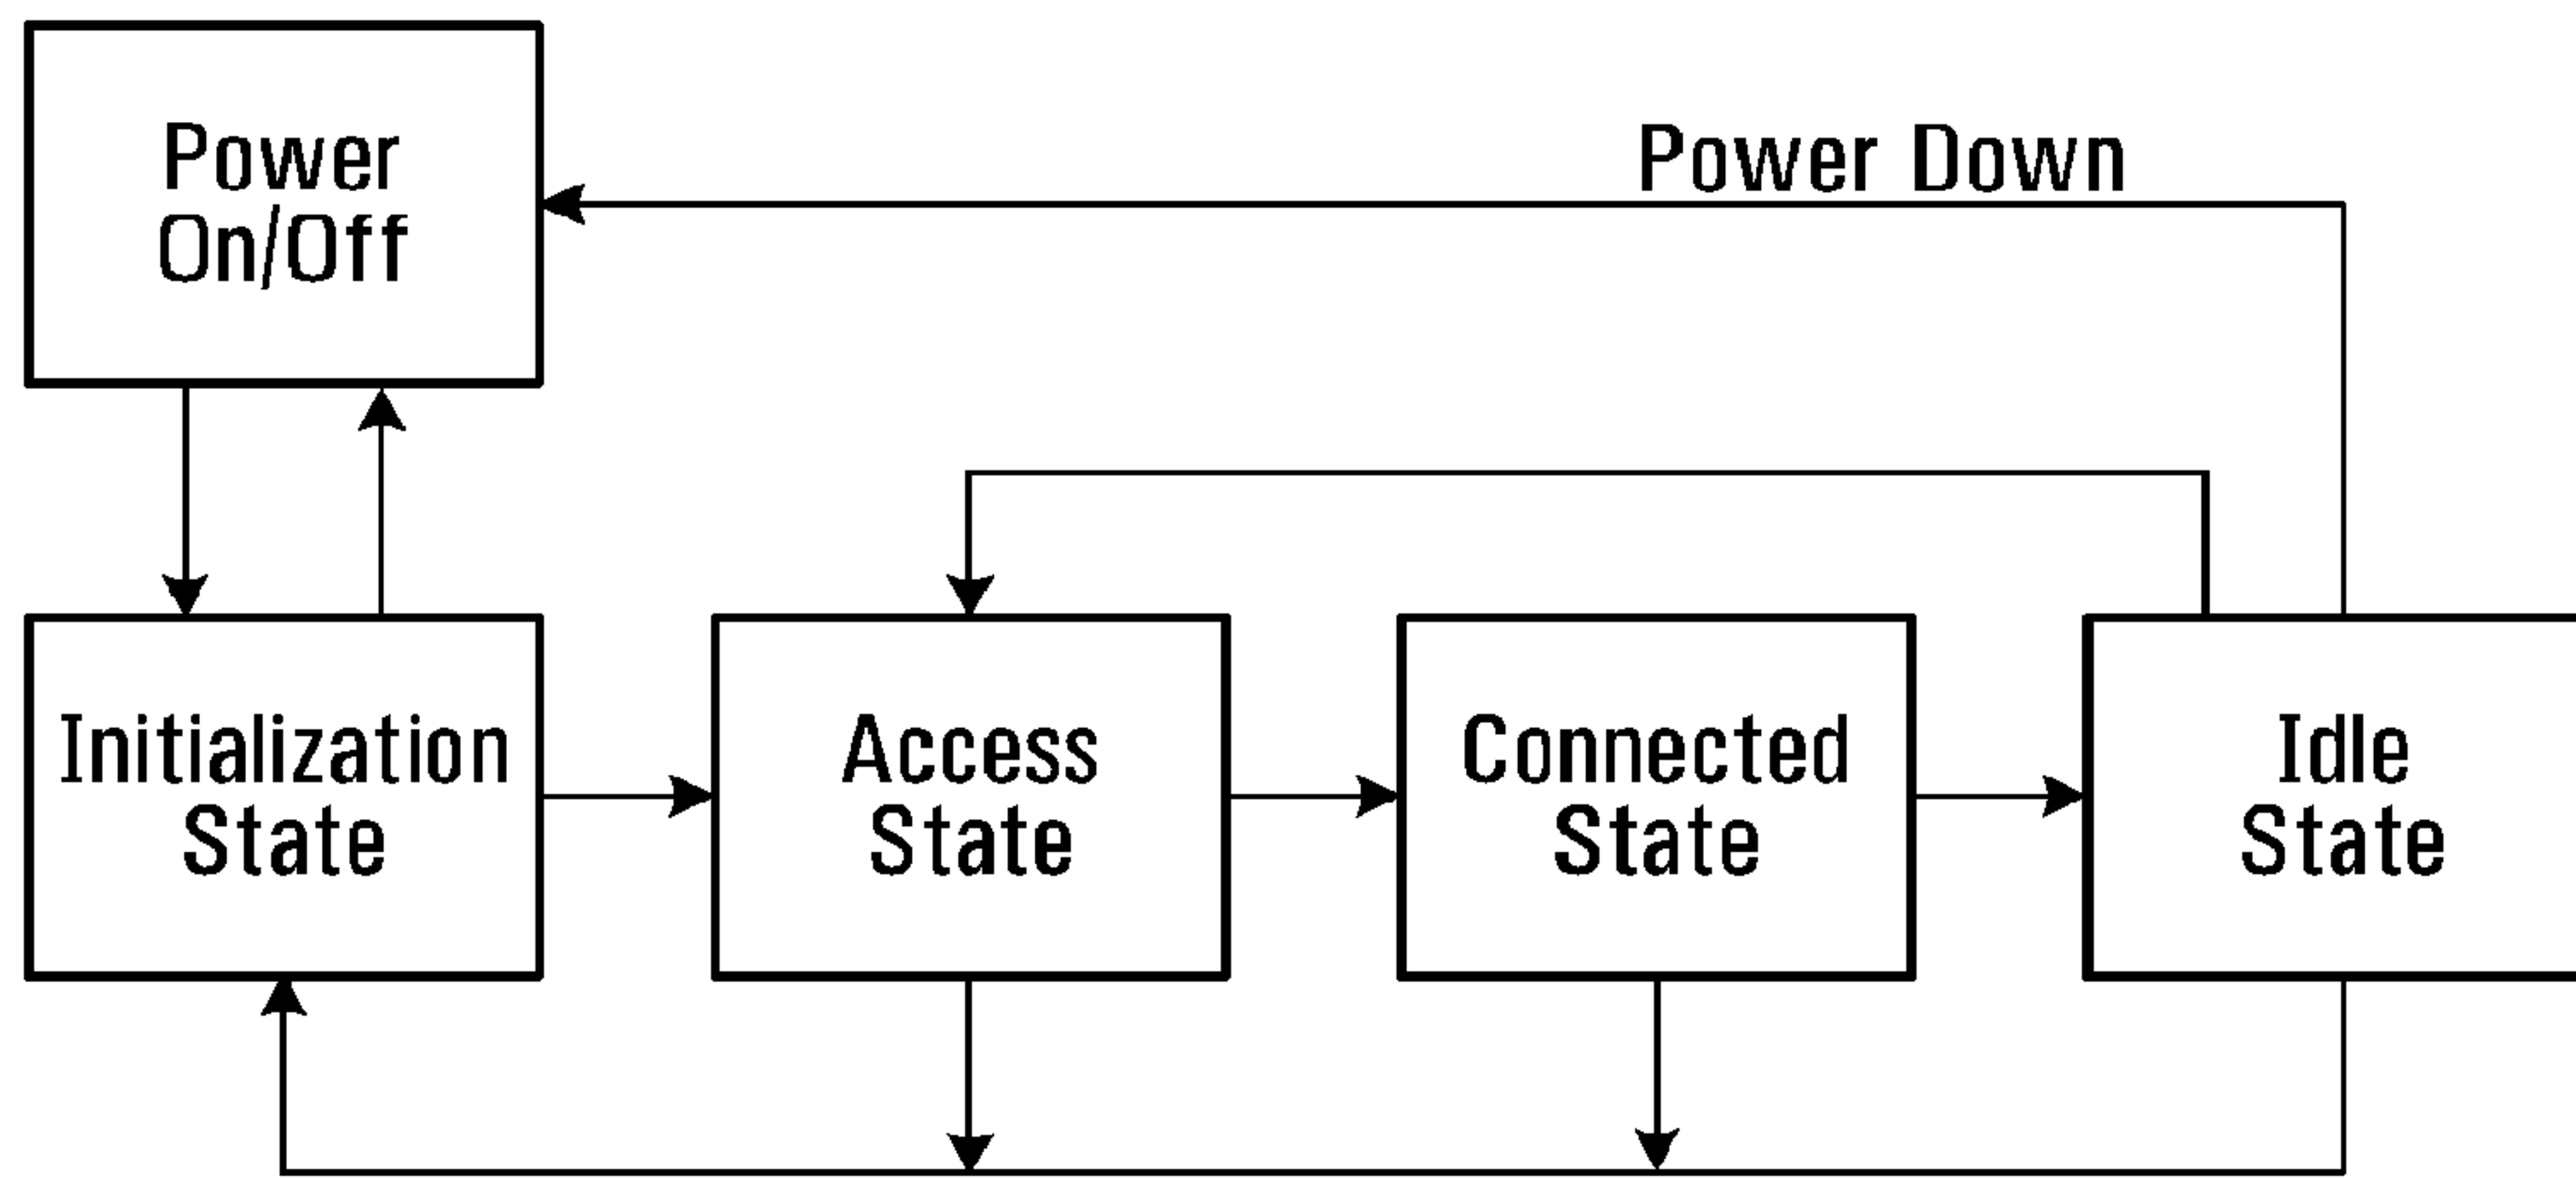 Power
On/Off
Power Down
Initialization
State
Access
State
Connected
State
Idle
State